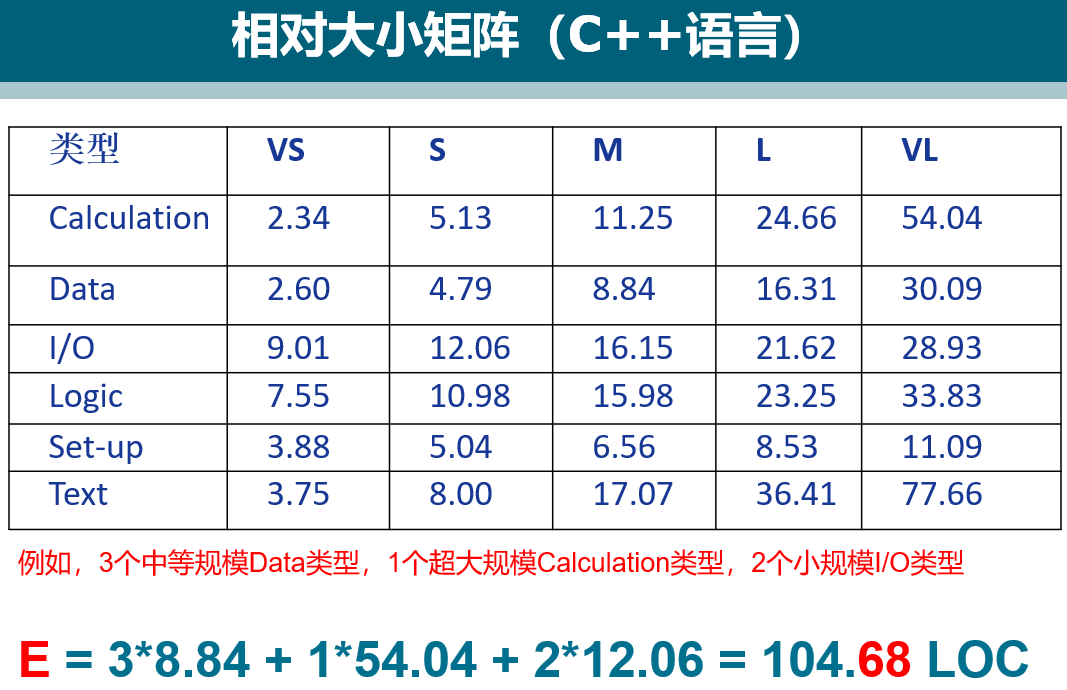 相对大小矩阵（C++语言）
类型 VS S M L VL
Calculation 2.34 5.13 11.25 24.66 54.04
Data 2.60 4.79 8.84 16.31 30.09
I/O 9.01 12.06 16.15 21.62 28.93
Logic 7.55 10.98 15.98 23.25 33.83
Set-up 3.88 5.04 6.56 8.53 11.09
Text 3.75 8.00 17.07 36.41 77.66
例如，3个中等规模Data类型，1个超大规模Calculation类型，2个小规模I/O类型
E = 3*8.84 + 1*54.04 + 2*12.06 = 104.68 LOC